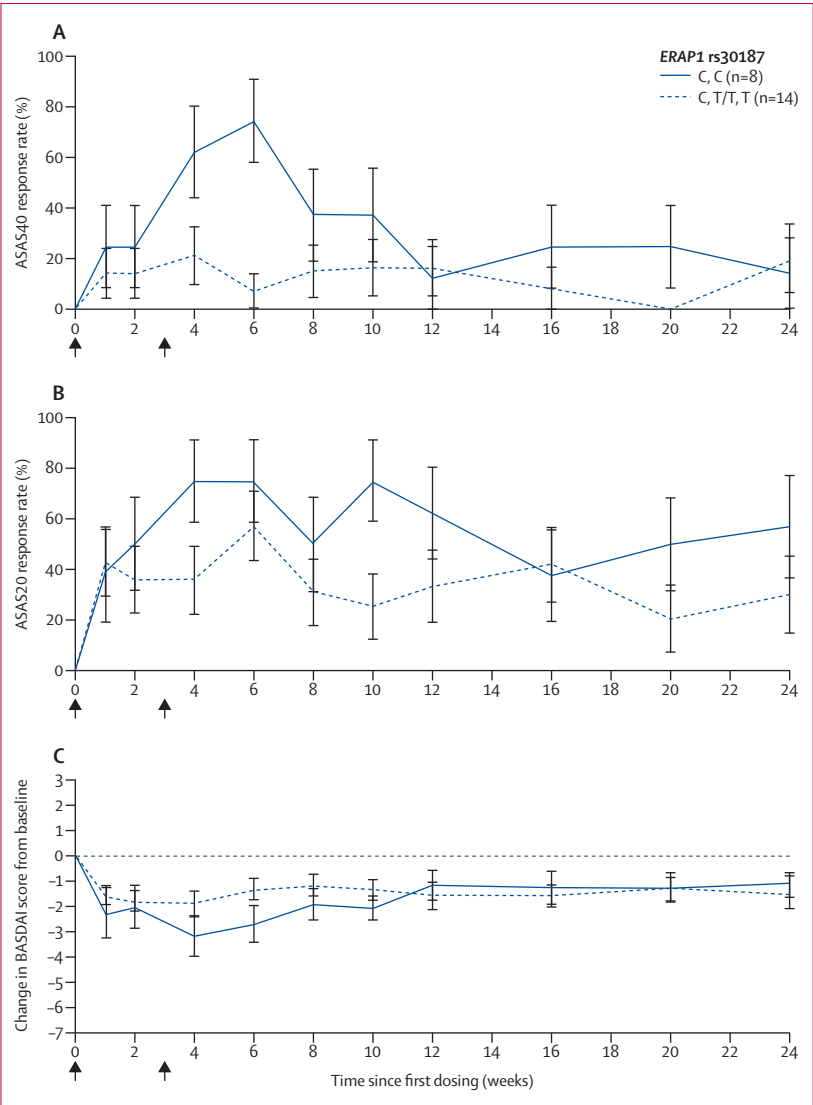 A
ERAP1 rs30187
C, C (n=8)
C, T/T, T (n=14)
ASAS40 response rate (%)
100
80
60
40
20
0
0 2 4 6 8 10 12 14 16 18 20 22 24
B
ASAS20 response rate (%)
100
80
60
40
20
0
0 2 4 6 8 10 12 14 16 18 20 22 24
C
Change in BASDAI score from baseline
3
2
1
0
–1
–2
–3
–4
–5
–6
–7
0 2 4 6 8 10 12 14 16 18 20 22 24
Time since first dosing (weeks)